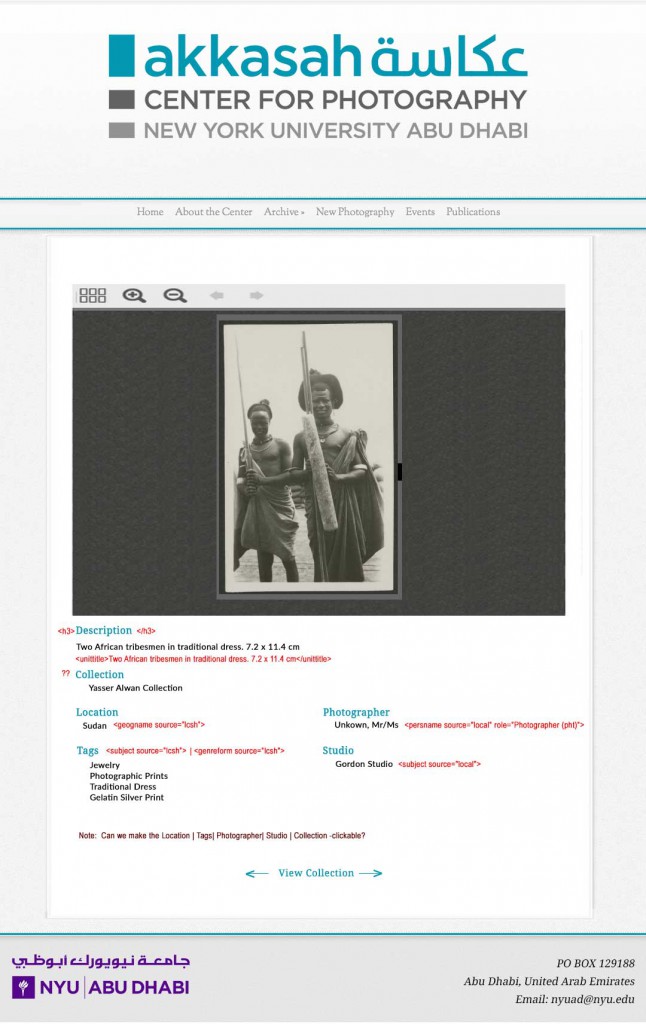 akkasah عكاسة
CENTER FOR PHOTOGRAPHY
NEW YORK UNIVERSITY ABU DHABI
Home About the Center Archive » New Photography Events Publications
<h3> Description </h3>
Two African tribesmen in traditional dress. 7.2 x 11.4 cm
<unittitle>Two African tribesmen in traditional dress. 7.2 x 11.4 cm</unittitle>
?? Collection
Yasser Alwan Collection
Location
Sudan <geogname source="lcsh">
Photographer
Unkown, Mr/Ms <persname source="local" role="Photographer (pht)">
Tags <subject source="lcsh"> | <genreform source="lcsh">
Jewelry
Photographic Prints
Traditional Dress
Gelatin Silver Print
Studio
Gordon Studio <subject source="local">
Note: Can we make the Location | Tags| Photographer| Studio | Collection -clickable?
View Collection
جامعـة نيويورك أبوظبي
NYU | ABU DHABI
PO BOX 129188
Abu Dhabi, United Arab Emirates
Email: nyuad@nyu.edu